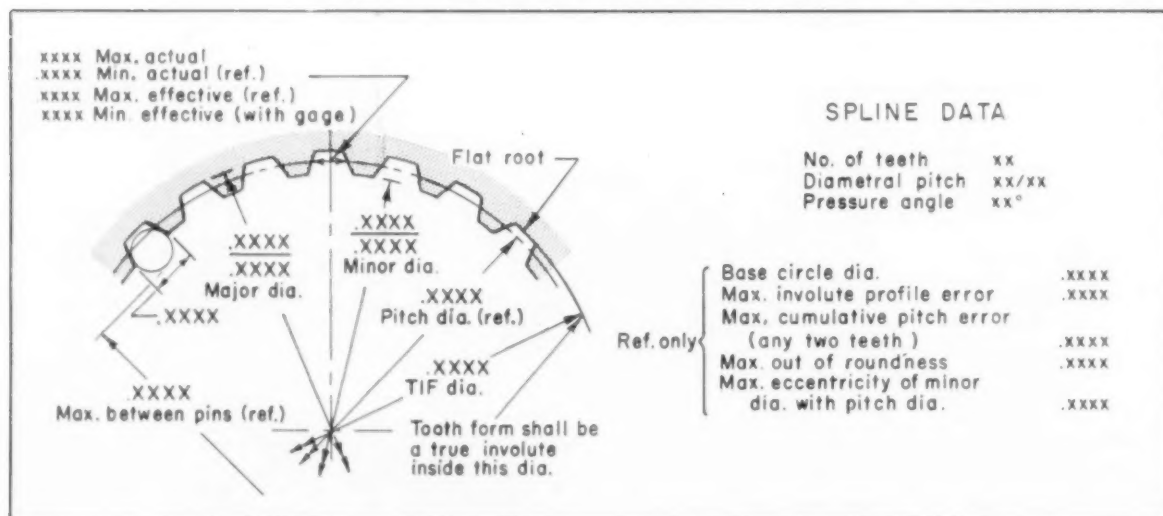 xxxx Max. actual
.xxxx Min. actual (ref.)
.xxxx Max. effective (ref.)
xxxx Min. effective (with gage)
Flat root
.XXXX
.XXXX
Major dia.
.XXXX
.XXXX
Minor dia.
.XXXX
Pitch dia. (ref.)
.XXXX
.XXXX
TIF dia.
.XXXX
Max. between pins (ref.)
Tooth form shall be
a true involute
inside this dia.
SPLINE DATA
No. of teeth xx
Diametral pitch xx/xx
Pressure angle xx°
Ref. only
Base circle dia. .xxxx
Max. involute profile error .xxxx
Max. cumulative pitch error
(any two teeth) .xxxx
Max. out of roundness .xxxx
Max. eccentricity of minor
dia. with pitch dia. .xxxx